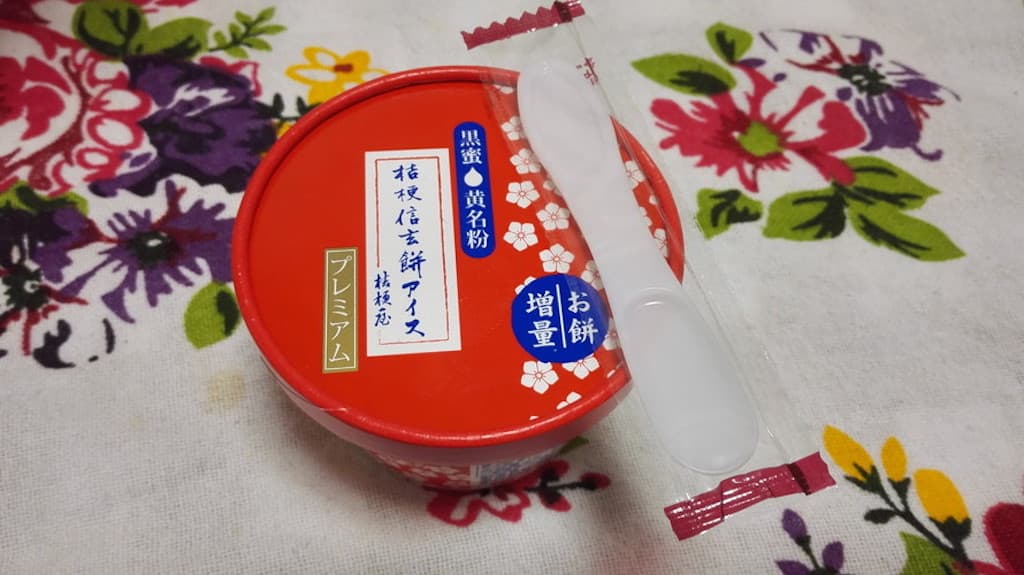 黒蜜
黄名粉
桔梗信玄餅アイス
桔梗屋
プレミアム
お餅
増量